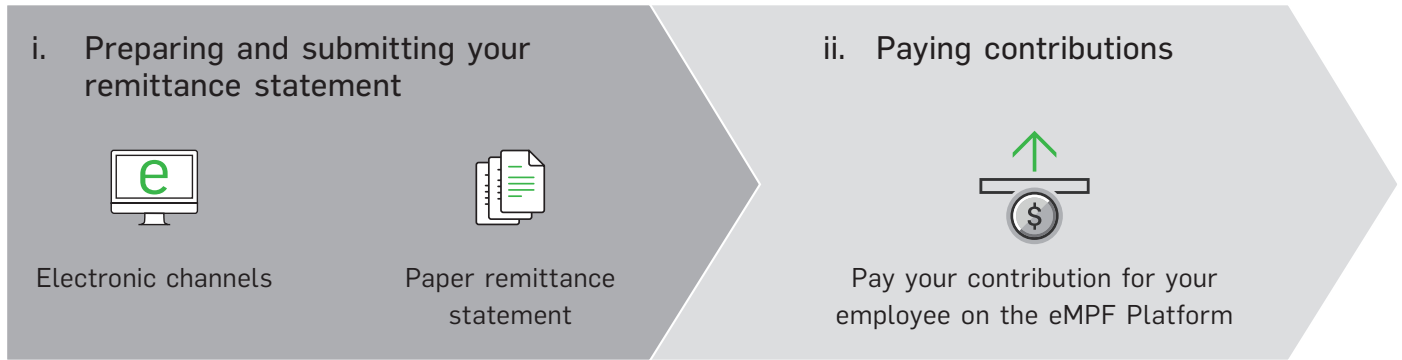 i. Preparing and submitting your
remittance statement
e
Electronic channels
Paper remittance
statement
ii. Paying contributions
$
Pay your contribution for your
employee on the eMPF Platform